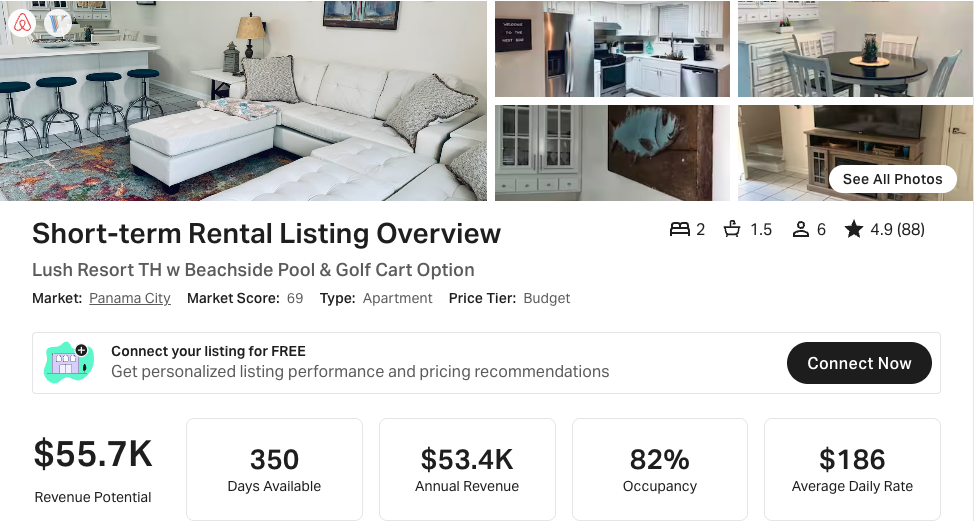 WELCOME
TO THE
See All Photos
Short-term Rental Listing Overview
2
1.5
6
4.9 (88)
Lush Resort TH w Beachside Pool & Golf Cart Option
Market: Panama City Market Score: 69 Type: Apartment Price Tier: Budget
Connect your listing for FREE
Get personalized listing performance and pricing recommendations
Connect Now
$55.7K
Revenue Potential
350
Days Available
$53.4K
Annual Revenue
82%
Occupancy
$186
Average Daily Rate